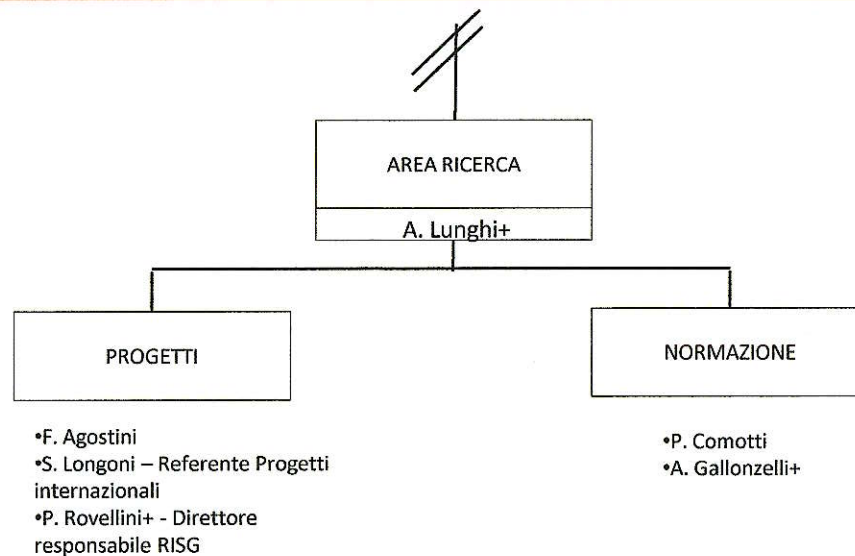 AREA RICERCA
A. Lunghi+
PROGETTI
•F. Agostini
•S. Longoni – Referente Progetti
internazionali
•P. Rovellini+ - Direttore
responsabile RISG
NORMAZIONE
•P. Comotti
•A. Gallonzelli+